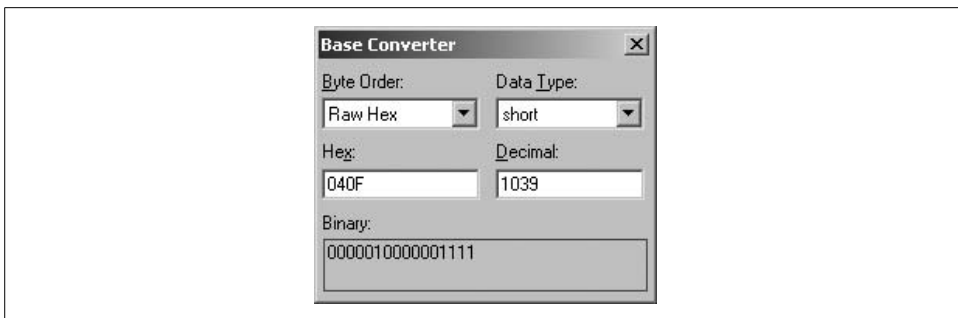 Base Converter
Byte Order: Data Type:
Raw Hex short
Hex: Decimal:
040F 1039
Binary:
0000010000001111